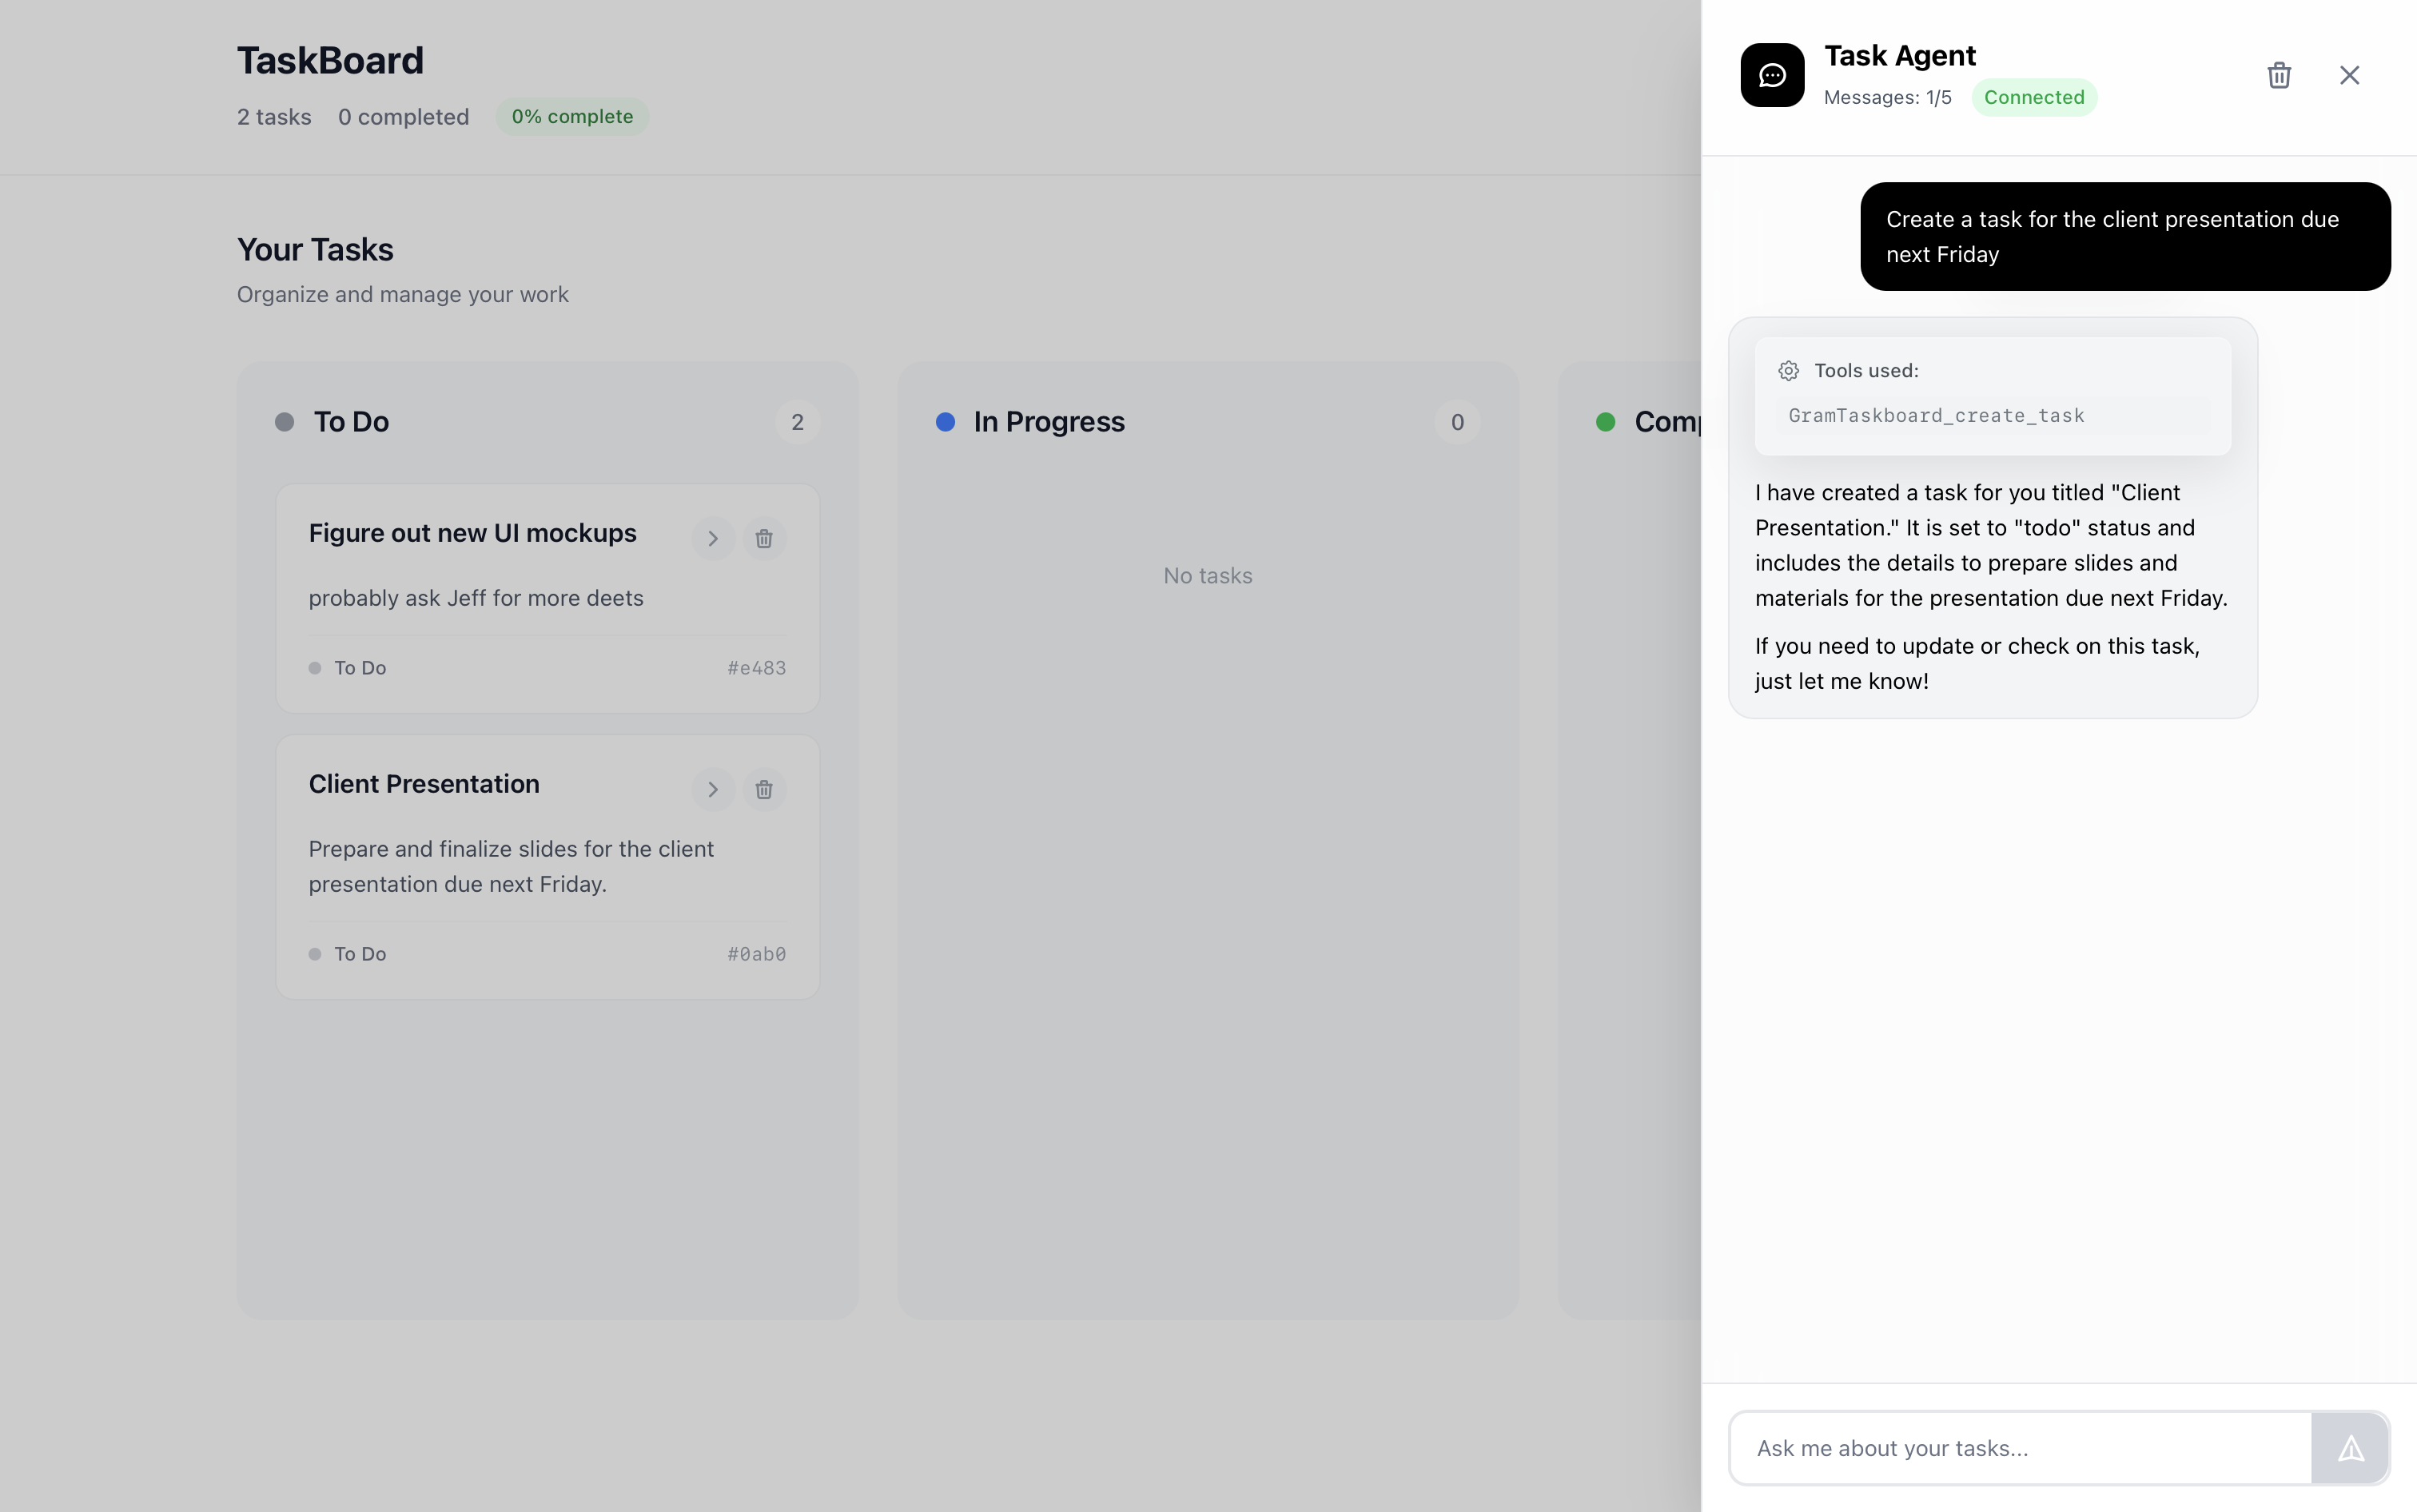 TaskBoard
2 tasks 0 completed 0% complete
Your Tasks
Organize and manage your work
To Do 2
Figure out new UI mockups
probably ask Jeff for more deets
To Do #e483
Client Presentation
Prepare and finalize slides for the client
presentation due next Friday.
To Do #0ab0
In Progress 0
No tasks
Comp
Task Agent
Messages: 1/5 Connected
Create a task for the client presentation due
next Friday
Tools used:
GramTaskboard_create_task
I have created a task for you titled "Client
Presentation." It is set to "todo" status and
includes the details to prepare slides and
materials for the presentation due next Friday.
If you need to update or check on this task,
just let me know!
Ask me about your tasks...